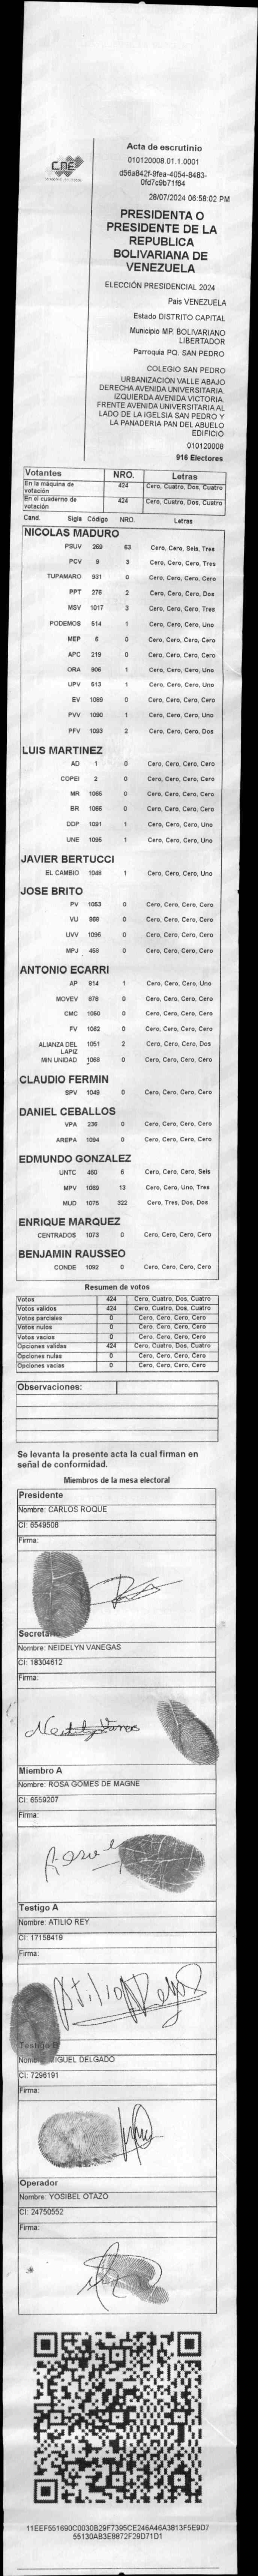 CNE
Acta de escrutinio
010120008.01.1.0001
d56a842f-9fea-4054-8483-
0fd7c9b71f84
28/07/2024 06:58:02 PM
PRESIDENTA O
PRESIDENTE DE LA
REPUBLICA
BOLIVARIANA DE
VENEZUELA
ELECCIÓN PRESIDENCIAL 2024
Pais VENEZUELA
Estado DISTRITO CAPITAL
Municipio MP. BOLIVARIANO
LIBERTADOR
Parroquia PQ. SAN PEDRO
COLEGIO SAN PEDRO
URBANIZACIÓN VALLE ABAJO
DERECHA AVENIDA UNIVERSITARIA.
IZQUIERDA AVENIDA VICTORIA.
FRENTE AVENIDA UNIVERSITARIA AL
LADO DE LA IGELSIA SAN PEDRO Y
LA PANADERIA PAN DEL ABUELO
EDIFICIO
010120008
916 Electores
Votantes NRO. Letras
En la máquina de votación 424 Cero, Cuatro, Dos, Cuatro
En el cuaderno de votación 424 Cero, Cuatro, Dos, Cuatro
Cand. Sigla Código NRO. Letras
NICOLAS MADURO
PSUV 269 63 Cero, Cero, Seis, Tres
PCV 9 3 Cero, Cero, Cero, Tres
TUPAMARO 931 0 Cero, Cero, Cero, Cero
PPT 276 2 Cero, Cero, Cero, Dos
MSV 1017 3 Cero, Cero, Cero, Tres
PODEMOS 514 1 Cero, Cero, Cero, Uno
MEP 6 0 Cero, Cero, Cero, Cero
APC 219 0 Cero, Cero, Cero, Cero
ORA 906 1 Cero, Cero, Cero, Uno
UPV 613 1 Cero, Cero, Cero, Uno
EV 1089 0 Cero, Cero, Cero, Cero
PVV 1090 1 Cero, Cero, Cero, Uno
PFV 1093 2 Cero, Cero, Cero, Dos
LUIS MARTINEZ
AD 1 0 Cero, Cero, Cero, Cero
COPEI 2 0 Cero, Cero, Cero, Cero
MR 1065 0 Cero, Cero, Cero, Cero
BR 1066 0 Cero, Cero, Cero, Cero
DDP 1091 1 Cero, Cero, Cero, Uno
UNE 1095 1 Cero, Cero, Cero, Uno
JAVIER BERTUCCI
EL CAMBIO 1048 1 Cero, Cero, Cero, Uno
JOSE BRITO
PV 1053 0 Cero, Cero, Cero, Cero
VU 868 0 Cero, Cero, Cero, Cero
UVV 1096 0 Cero, Cero, Cero, Cero
MPJ 458 0 Cero, Cero, Cero, Cero
ANTONIO ECARRI
AP 914 1 Cero, Cero, Cero, Uno
MOVEV 876 0 Cero, Cero, Cero, Cero
CMC 1060 0 Cero, Cero, Cero, Cero
FV 1082 0 Cero, Cero, Cero, Cero
ALIANZA DEL LAPIZ 1051 2 Cero, Cero, Cero, Dos
MIN UNIDAD 1068 0 Cero, Cero, Cero, Cero
CLAUDIO FERMIN
SPV 1049 0 Cero, Cero, Cero, Cero
DANIEL CEBALLOS
VPA 236 0 Cero, Cero, Cero, Cero
AREPA 1094 0 Cero, Cero, Cero, Cero
EDMUNDO GONZALEZ
UNTC 460 6 Cero, Cero, Cero, Seis
MPV 1069 13 Cero, Cero, Uno, Tres
MUD 1075 322 Cero, Tres, Dos, Dos
ENRIQUE MARQUEZ
CENTRADOS 1073 0 Cero, Cero, Cero, Cero
BENJAMIN RAUSSEO
CONDE 1092 0 Cero, Cero, Cero, Cero
Resumen de votos
Votos 424 Cero, Cuatro, Dos, Cuatro
Votos validos 424 Cero, Cuatro, Dos, Cuatro
Votos parciales 0 Cero, Cero, Cero, Cero
Votos nulos 0 Cero, Cero, Cero, Cero
Votos vacios 0 Cero, Cero, Cero, Cero
Opciones validas 424 Cero, Cuatro, Dos, Cuatro
Opciones nulas 0 Cero, Cero, Cero, Cero
Opciones vacias 0 Cero, Cero, Cero, Cero
Observaciones:
Se levanta la presente acta la cual firman en
señal de conformidad.
Miembros de la mesa electoral
Presidente
Nombre: CARLOS ROQUE
CI: 6549508
Firma:
Secretario
Nombre: NEIDELYN VANEGAS
CI: 18304612
Firma:
Miembro A
Nombre: ROSA GOMES DE MAGNE
CI: 6559207
Firma:
Testigo A
Nombre: ATILIO REY
CI: 17158419
Firma:
Atilio Rey
Testigo B
Nombre: MIGUEL DELGADO
CI: 7296191
Firma:
Operador
Nombre: YOSIBEL OTAZO
CI: 24750552
Firma:
11EEF551690C0030B29F7395CE246A46A3813F5E9D7
55130AB3E8872F29D71D1